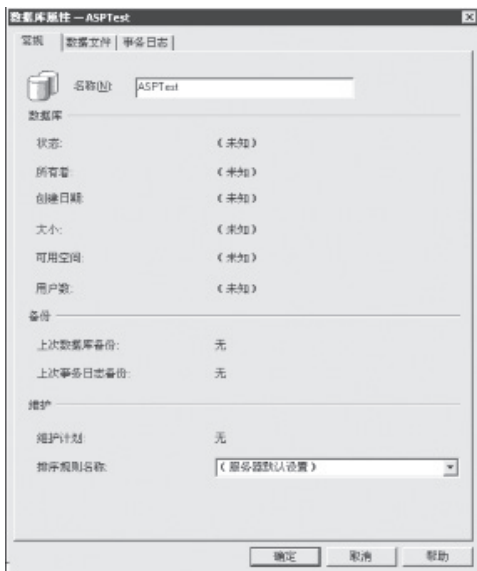 数据库属性 — ASPTest
常规 数据文件 事务日志
名称(N): ASPTest
数据库
状态: (未知)
所有者: (未知)
创建日期: (未知)
大小: (未知)
可用空间: (未知)
用户数: (未知)
备份
上次数据库备份: 无
上次事务日志备份: 无
维护
维护计划: 无
排序规则名称: (服务器默认设置)
确定 取消 帮助